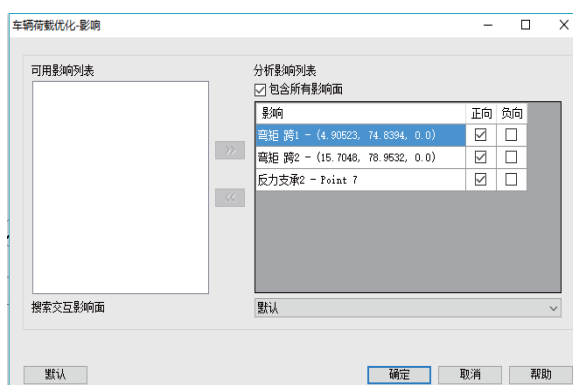 车辆荷载优化-影响
可用影响列表
分析影响列表
包含所有影响面
影响 正向 负向
>>
弯矩 跨1 - (4.90523, 74.8394, 0.0)
弯矩 跨2 - (15.7048, 78.9532, 0.0)
反力支承2 - Point 7
<<
搜索交互影响面
默认
默认 确定 取消 帮助